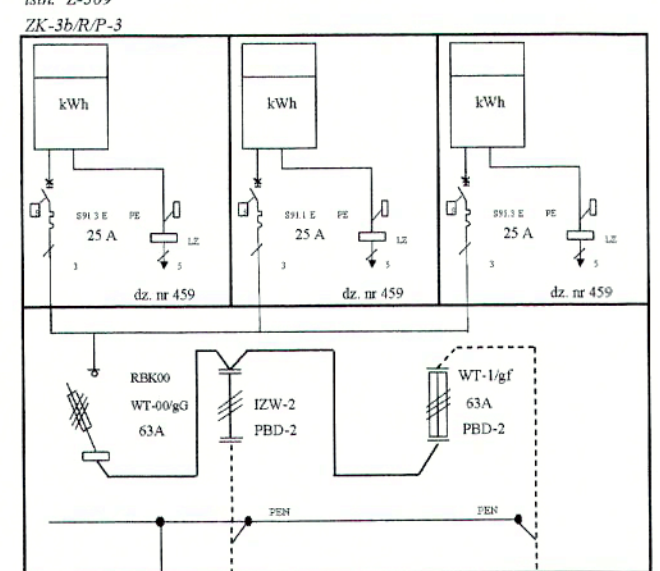 istn. Z-309
ZK-3b/R/P-3
kWh
kWh
kWh
S91.3 E PE
25 A
LZ
3
5
dz. nr 459
S91.1 E PE
25 A
LZ
3
5
dz. nr 459
S91.3 E PE
25 A
LZ
3
5
dz. nr 459
RBK00
WT-00/gG
63A
IZW-2
PBD-2
WT-1/gf
63A
PBD-2
PEN
PEN